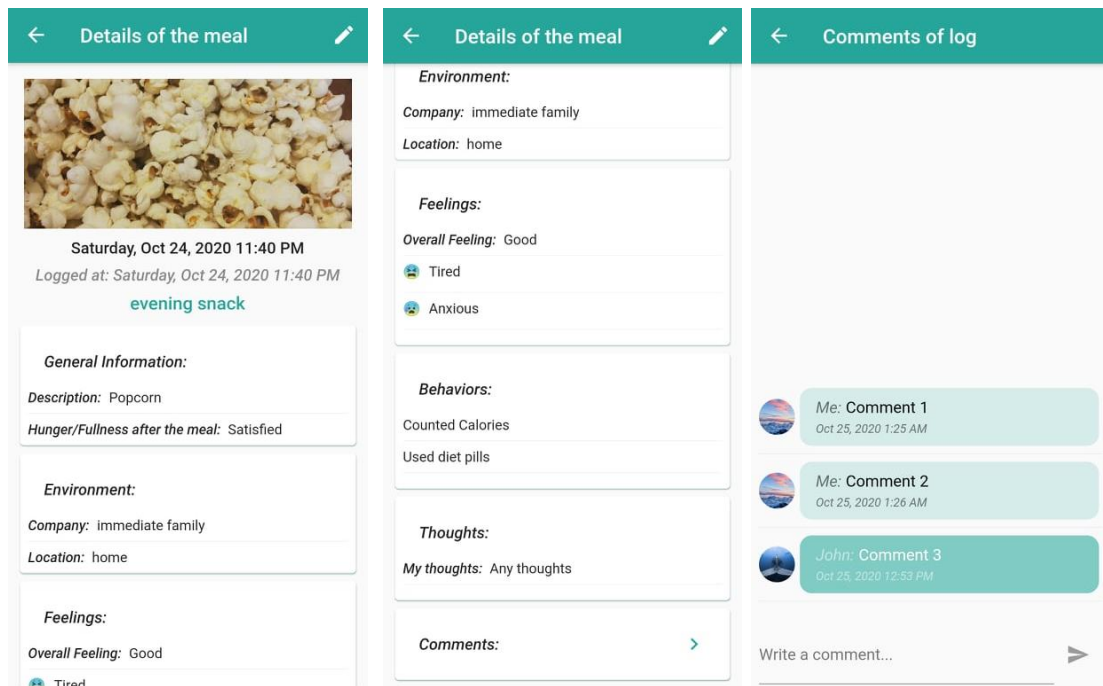 Details of the meal
Saturday, Oct 24, 2020 11:40 PM
Logged at: Saturday, Oct 24, 2020 11:40 PM
evening snack
General Information:
Description: Popcorn
Hunger/Fullness after the meal: Satisfied
Environment:
Company: immediate family
Location: home
Feelings:
Overall Feeling: Good
Tired
Details of the meal
Environment:
Company: immediate family
Location: home
Feelings:
Overall Feeling: Good
Tired
Anxious
Behaviors:
Counted Calories
Used diet pills
Thoughts:
My thoughts: Any thoughts
Comments:
Comments of log
Me: Comment 1
Oct 25, 2020 1:25 AM
Me: Comment 2
Oct 25, 2020 1:26 AM
John: Comment 3
Oct 25, 2020 12:53 PM
Write a comment...